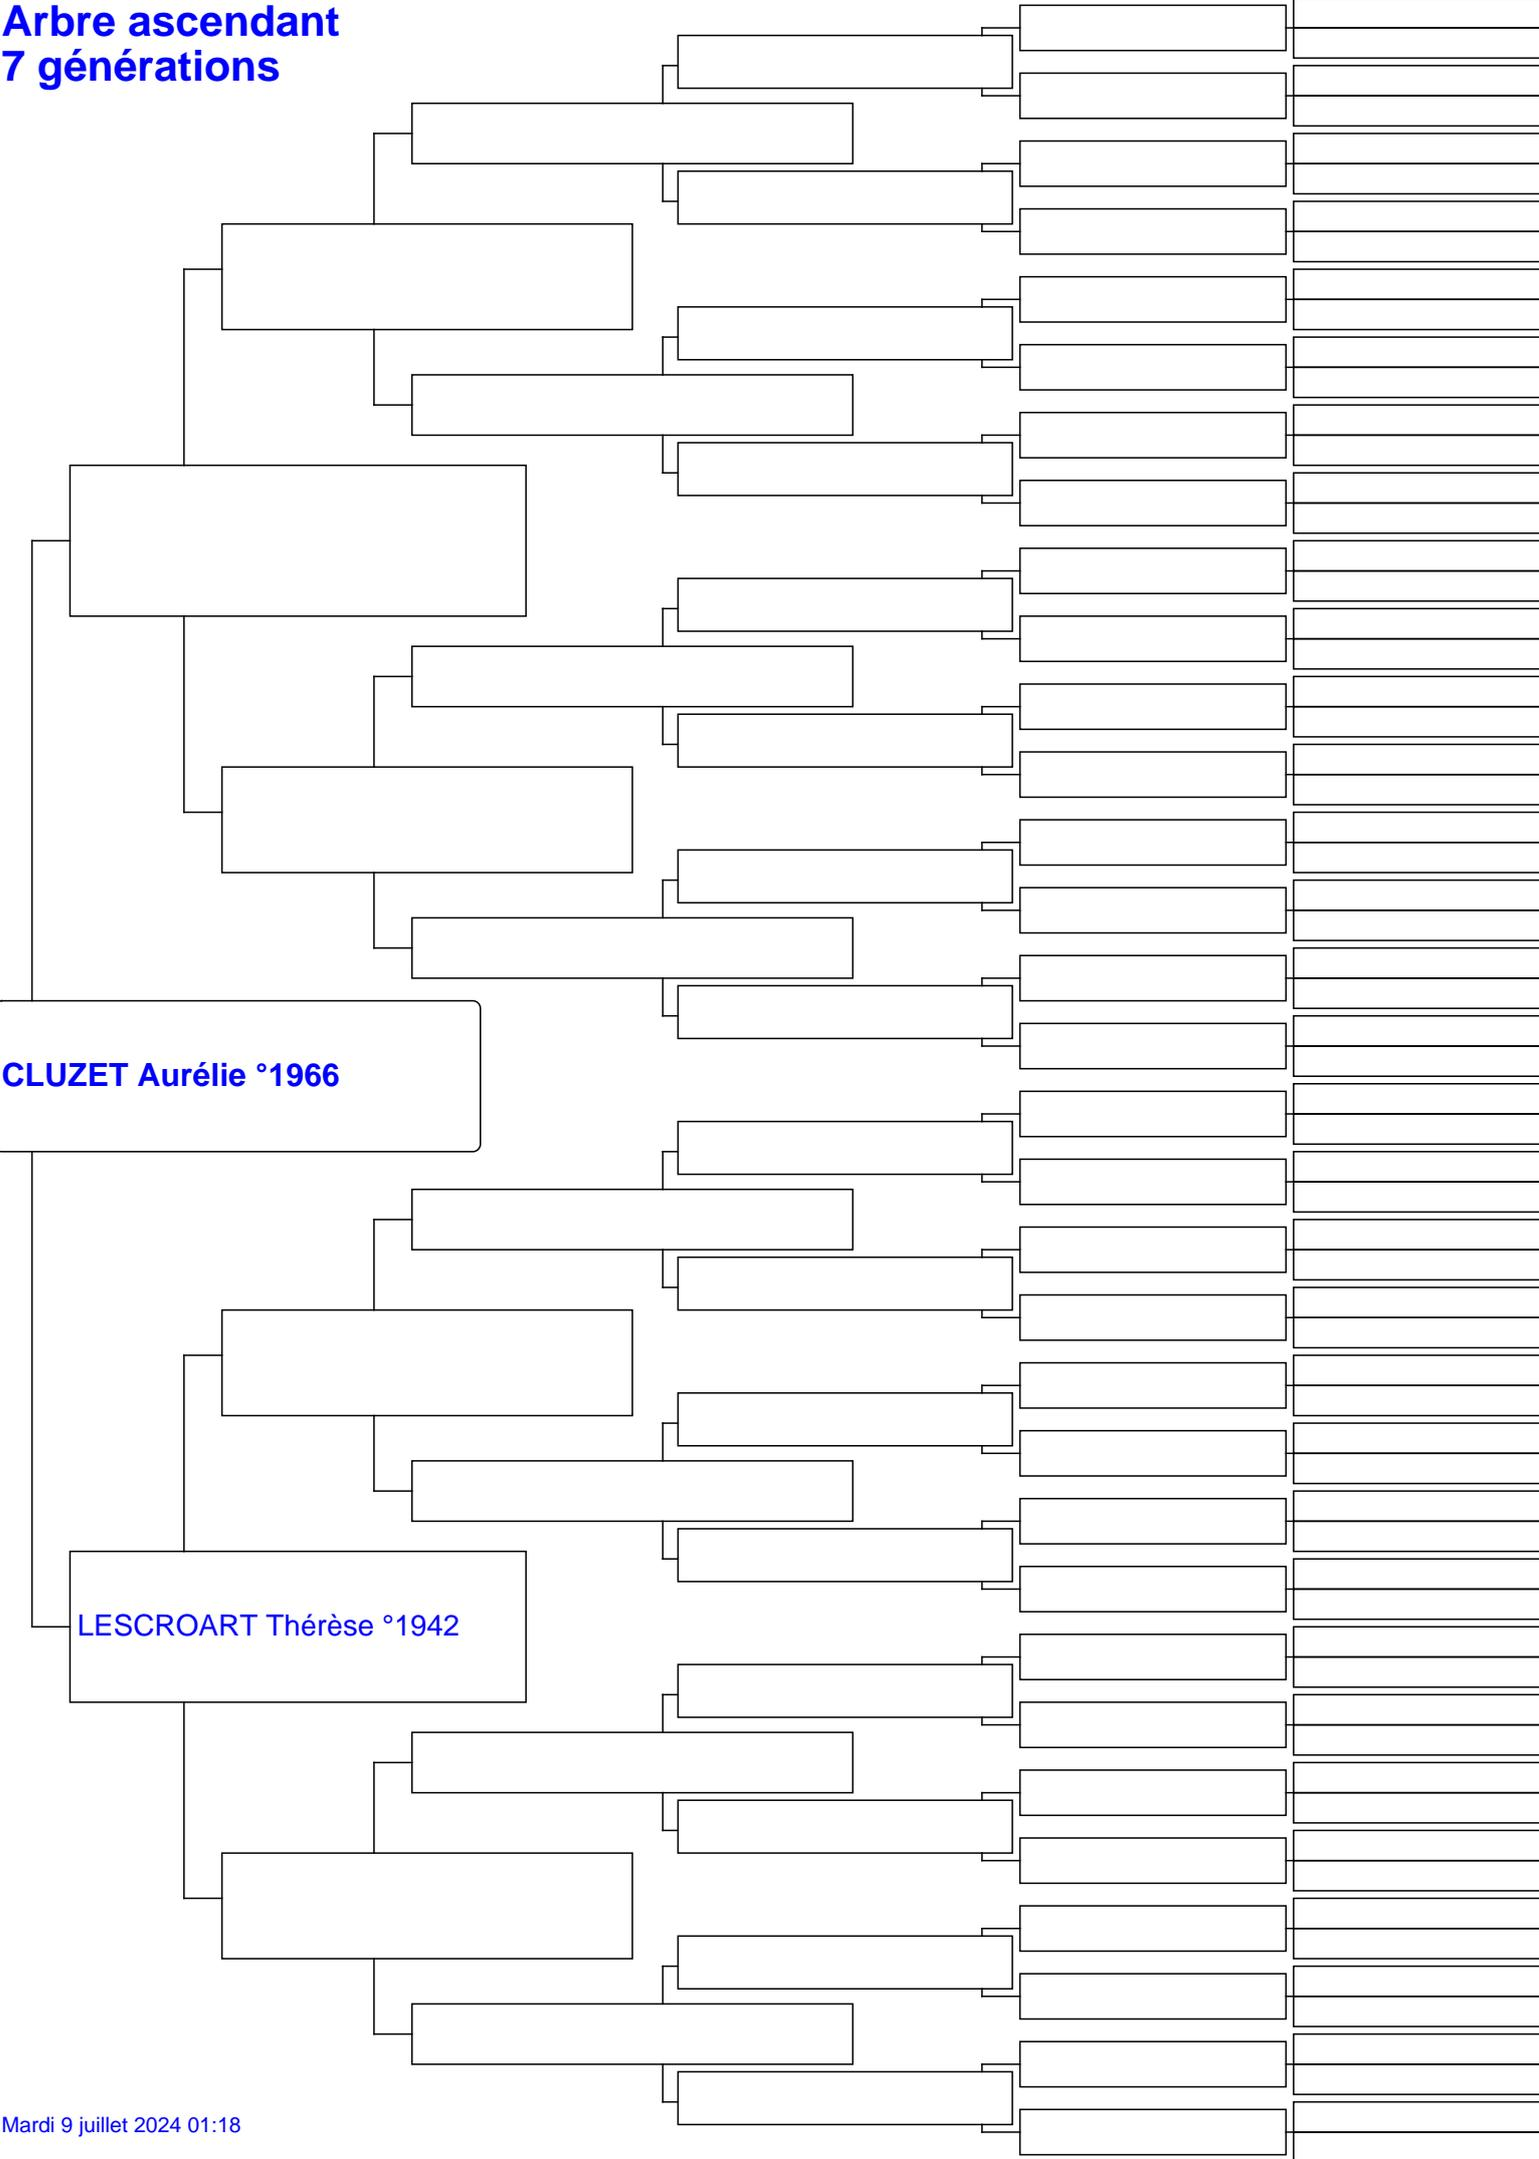 Arbre ascendant
7 générations
CLUZET Aurélie °1966
LESCROART Thérèse °1942
Mardi 9 juillet 2024 01:18